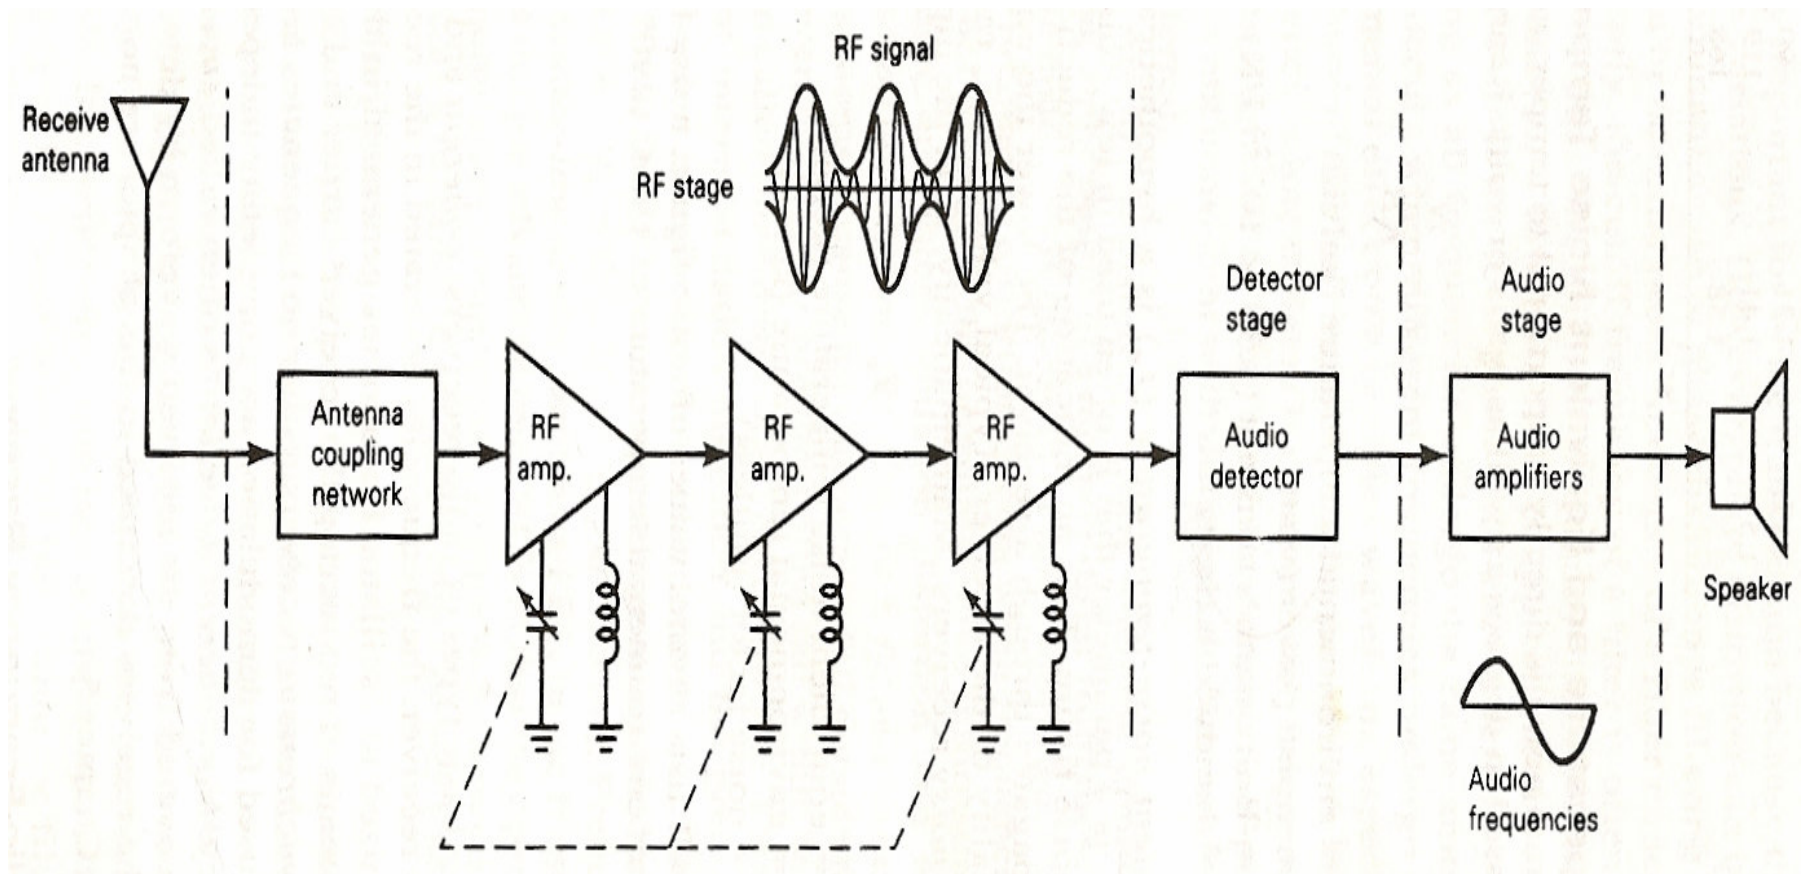 RF signal
Receive
antenna
RF stage
Detector
stage
Audio
stage
Antenna
coupling
network
RF
amp.
RF
amp.
RF
amp.
Audio
detector
Audio
amplifiers
Speaker
Audio
frequencies